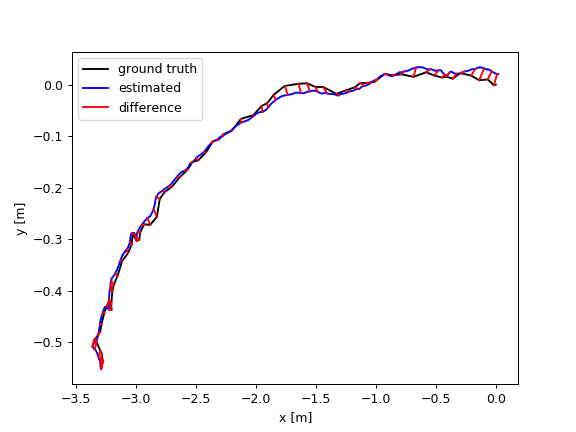 ground truth
estimated
difference
0.0
−0.1
−0.2
−0.3
−0.4
−0.5
y [m]
−3.5 −3.0 −2.5 −2.0 −1.5 −1.0 −0.5 0.0
x [m]